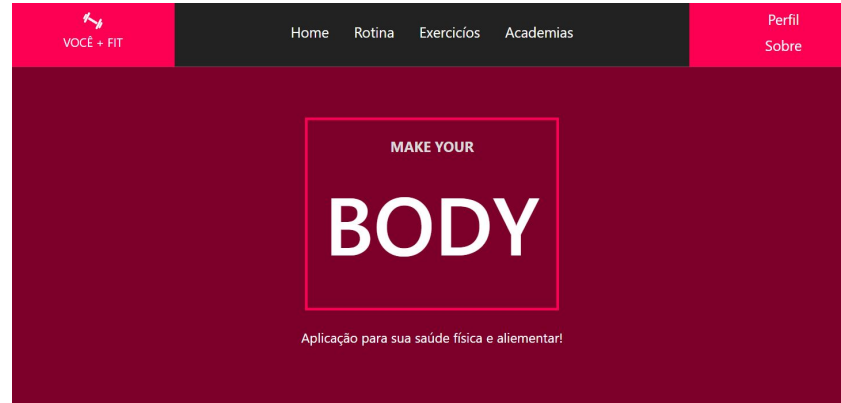 VOCÊ + FIT
Home Rotina Exercicíos Academias
Perfil
Sobre
MAKE YOUR
BODY
Aplicação para sua saúde física e aliementar!